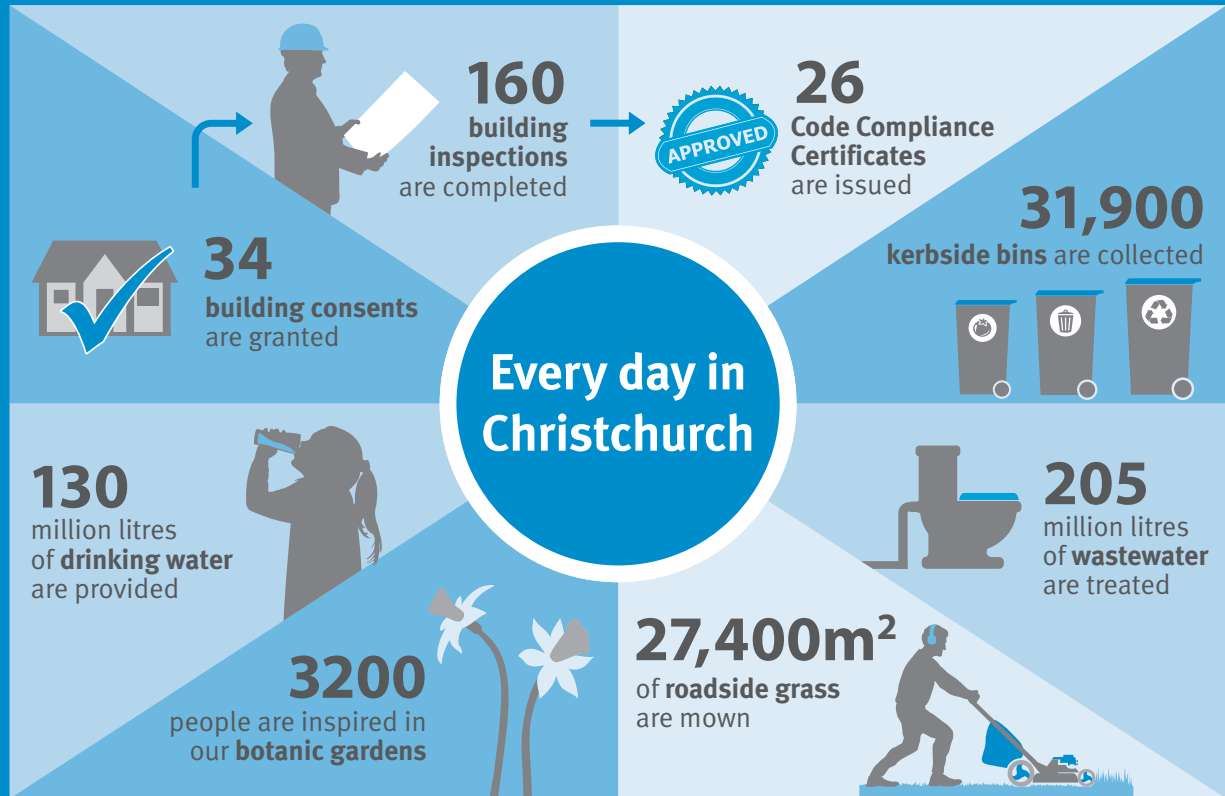 Every day in
Christchurch
34
building consents
are granted
160
building
inspections
are completed
APPROVED
26
Code Compliance
Certificates
are issued
31,900
kerbside bins are collected
205
million litres
of wastewater
are treated
27,400m²
of roadside grass
are mown
3200
people are inspired in
our botanic gardens
130
million litres
of drinking water
are provided